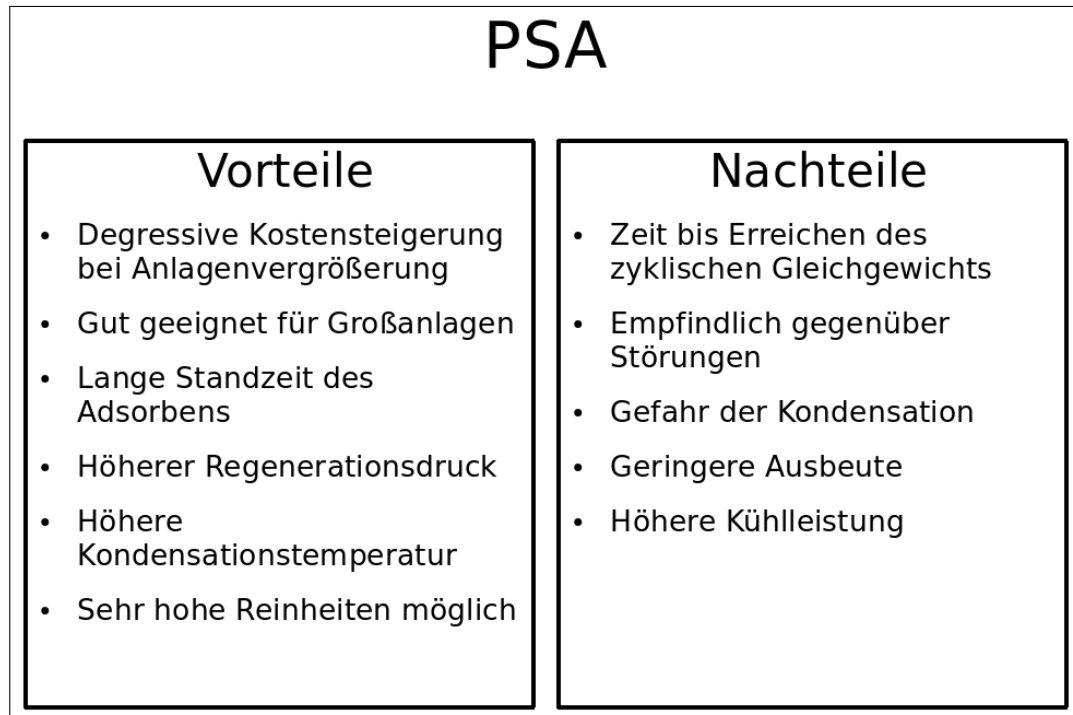 PSA
Vorteile
• Degressive Kostensteigerung
bei Anlagenvergrößerung
• Gut geeignet für Großanlagen
• Lange Standzeit des
Adsorbens
• Höherer Regenerationsdruck
• Höhere
Kondensationstemperatur
• Sehr hohe Reinheiten möglich
Nachteile
• Zeit bis Erreichen des
zyklischen Gleichgewichts
• Empfindlich gegenüber
Störungen
• Gefahr der Kondensation
• Geringere Ausbeute
• Höhere Kühlleistung